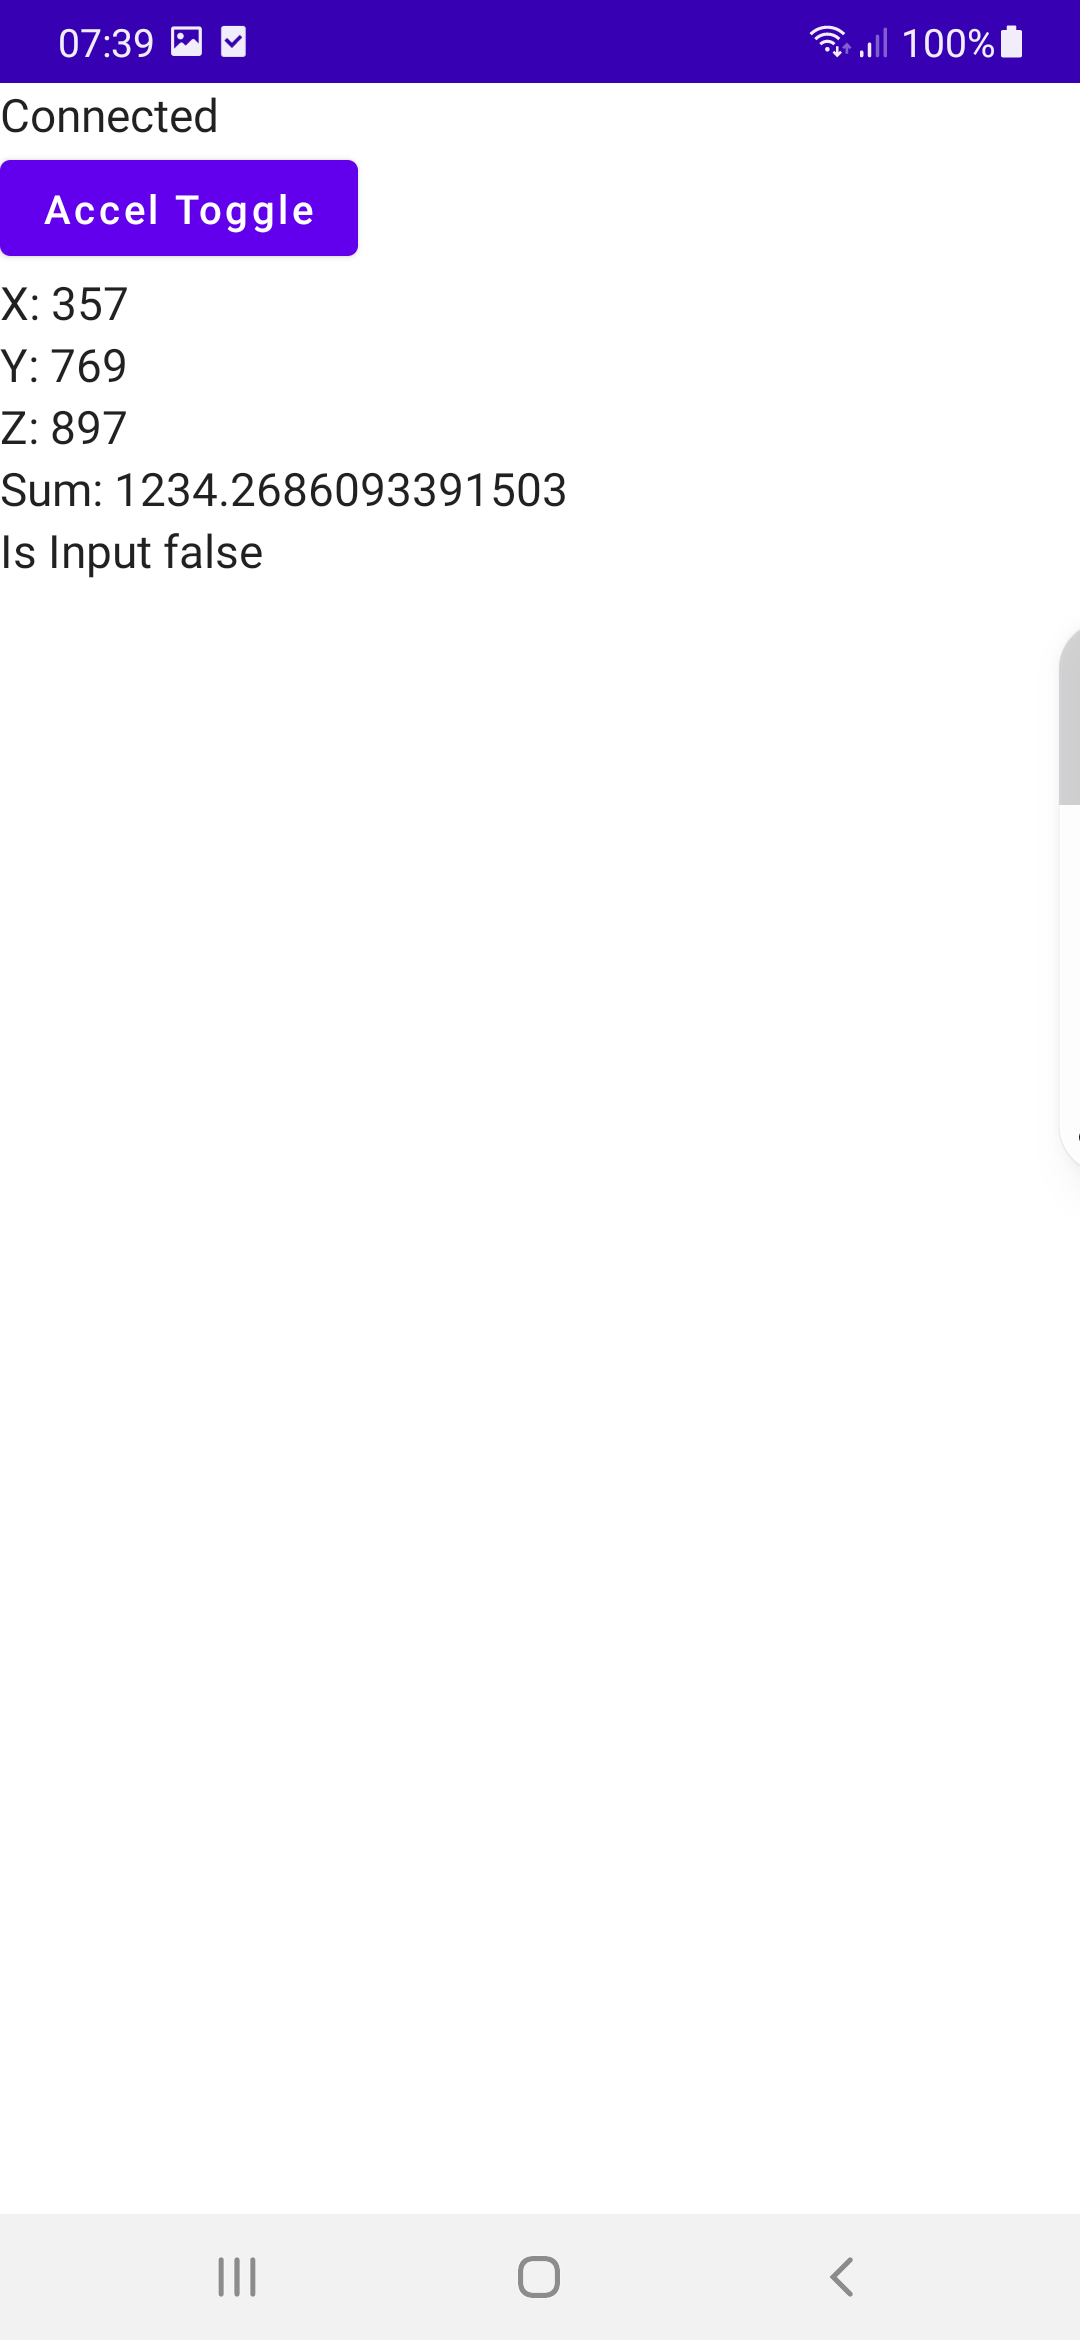 07:39 100%
Connected
Accel Toggle
X: 357
Y: 769
Z: 897
Sum: 1234.2686093391503
Is Input false